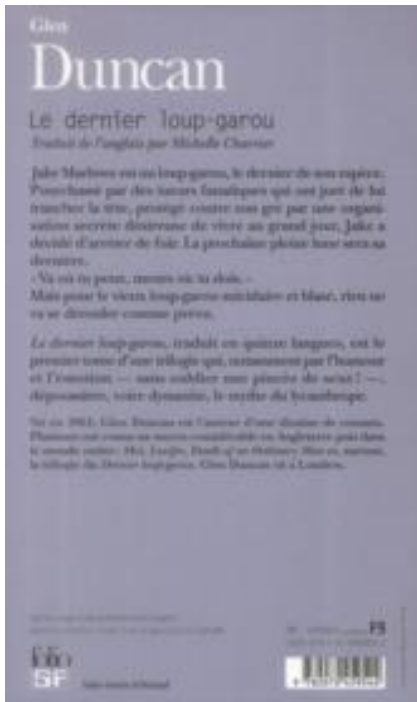 Glen
Duncan
Le dernier loup-garou
Traduit de l'anglais par Michelle Charrier
Jake Marlowe est un loup-garou, le dernier de son espèce.
Pourchassé par des tueurs fanatiques qui ont juré de lui
trancher la tête, protégé contre son gré par une organi-
sation secrète désireuse de vivre au grand jour, Jake a
décidé d'arrêter de fuir. La prochaine pleine lune sera sa
dernière.
«Va où tu peux, meurs où tu dois.»
Mais pour le vieux loup-garou suicidaire et blasé, rien ne
va se dérouler comme prévu.
Le dernier loup-garou, traduit en quinze langues, est le
premier tome d'une trilogie qui, notamment par l'humour
et l'émotion — sans oublier une pincée de sexe! —,
dépoussière, voire dynamite, le mythe du lycanthrope.
Né en 1965, Glen Duncan est l'auteur d'une dizaine de romans.
Plusieurs ont connu un succès considérable en Angleterre puis dans
le monde entier: Moi, Lucifer, Death of an Ordinary Man et, surtout,
la trilogie du Dernier loup-garou. Glen Duncan vit à Londres.
F9
folio
SF